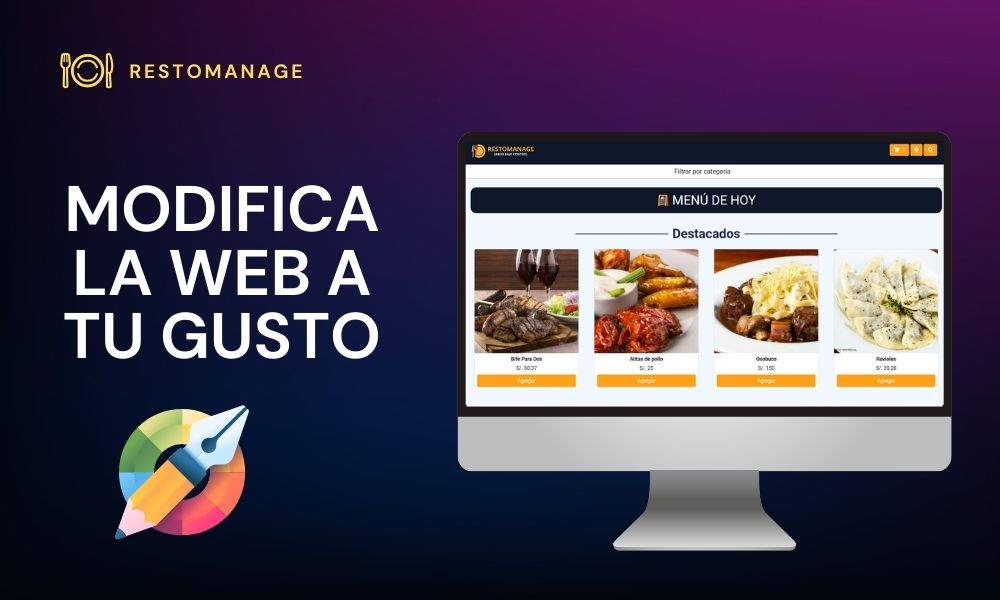 RESTOMANAGE
MODIFICA
LA WEB A
TU GUSTO
RESTOMANAGE
Filtrar por categoría
MENÚ DE HOY
Destacados
Bife Para Dos
Alitas de pollo
Osobuco
Ravioles
S/. 30.37
S/. 25
S/. 150
S/. 20.28
Agregar
Agregar
Agregar
Agregar